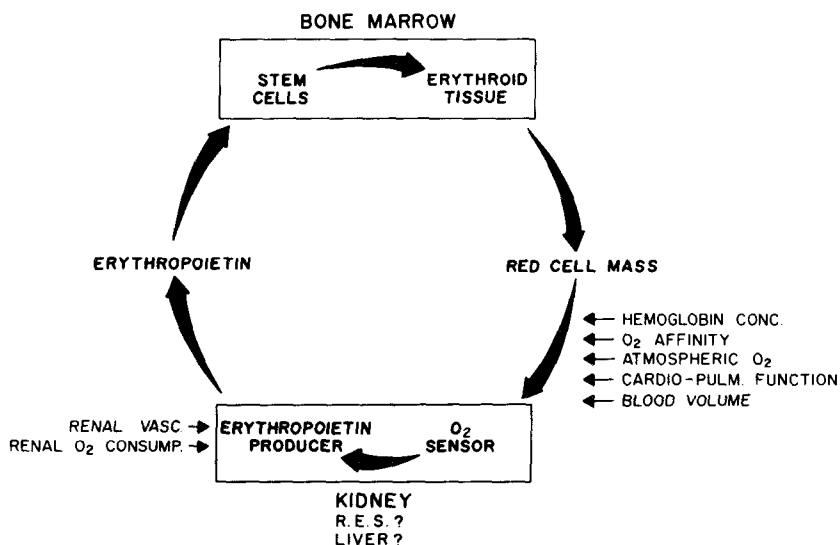 BONE MARROW
STEM
CELLS
ERYTHROID
TISSUE
ERYTHROPOIETIN
RED CELL MASS
HEMOGLOBIN CONC.
O₂ AFFINITY
ATMOSPHERIC O₂
CARDIO-PULM. FUNCTION
BLOOD VOLUME
RENAL VASC.
RENAL O₂ CONSUMP.
ERYTHROPOIETIN
PRODUCER
O₂
SENSOR
KIDNEY
R.E.S.?
LIVER?